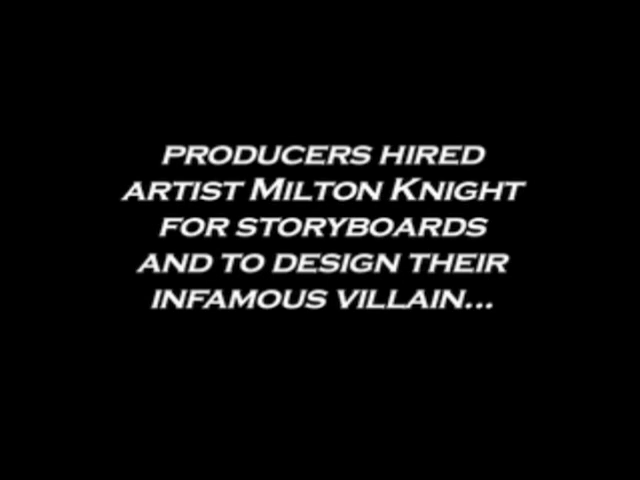 PRODUCERS HIRED
ARTIST MILTON KNIGHT
FOR STORYBOARDS
AND TO DESIGN THEIR
INFAMOUS VILLAIN...